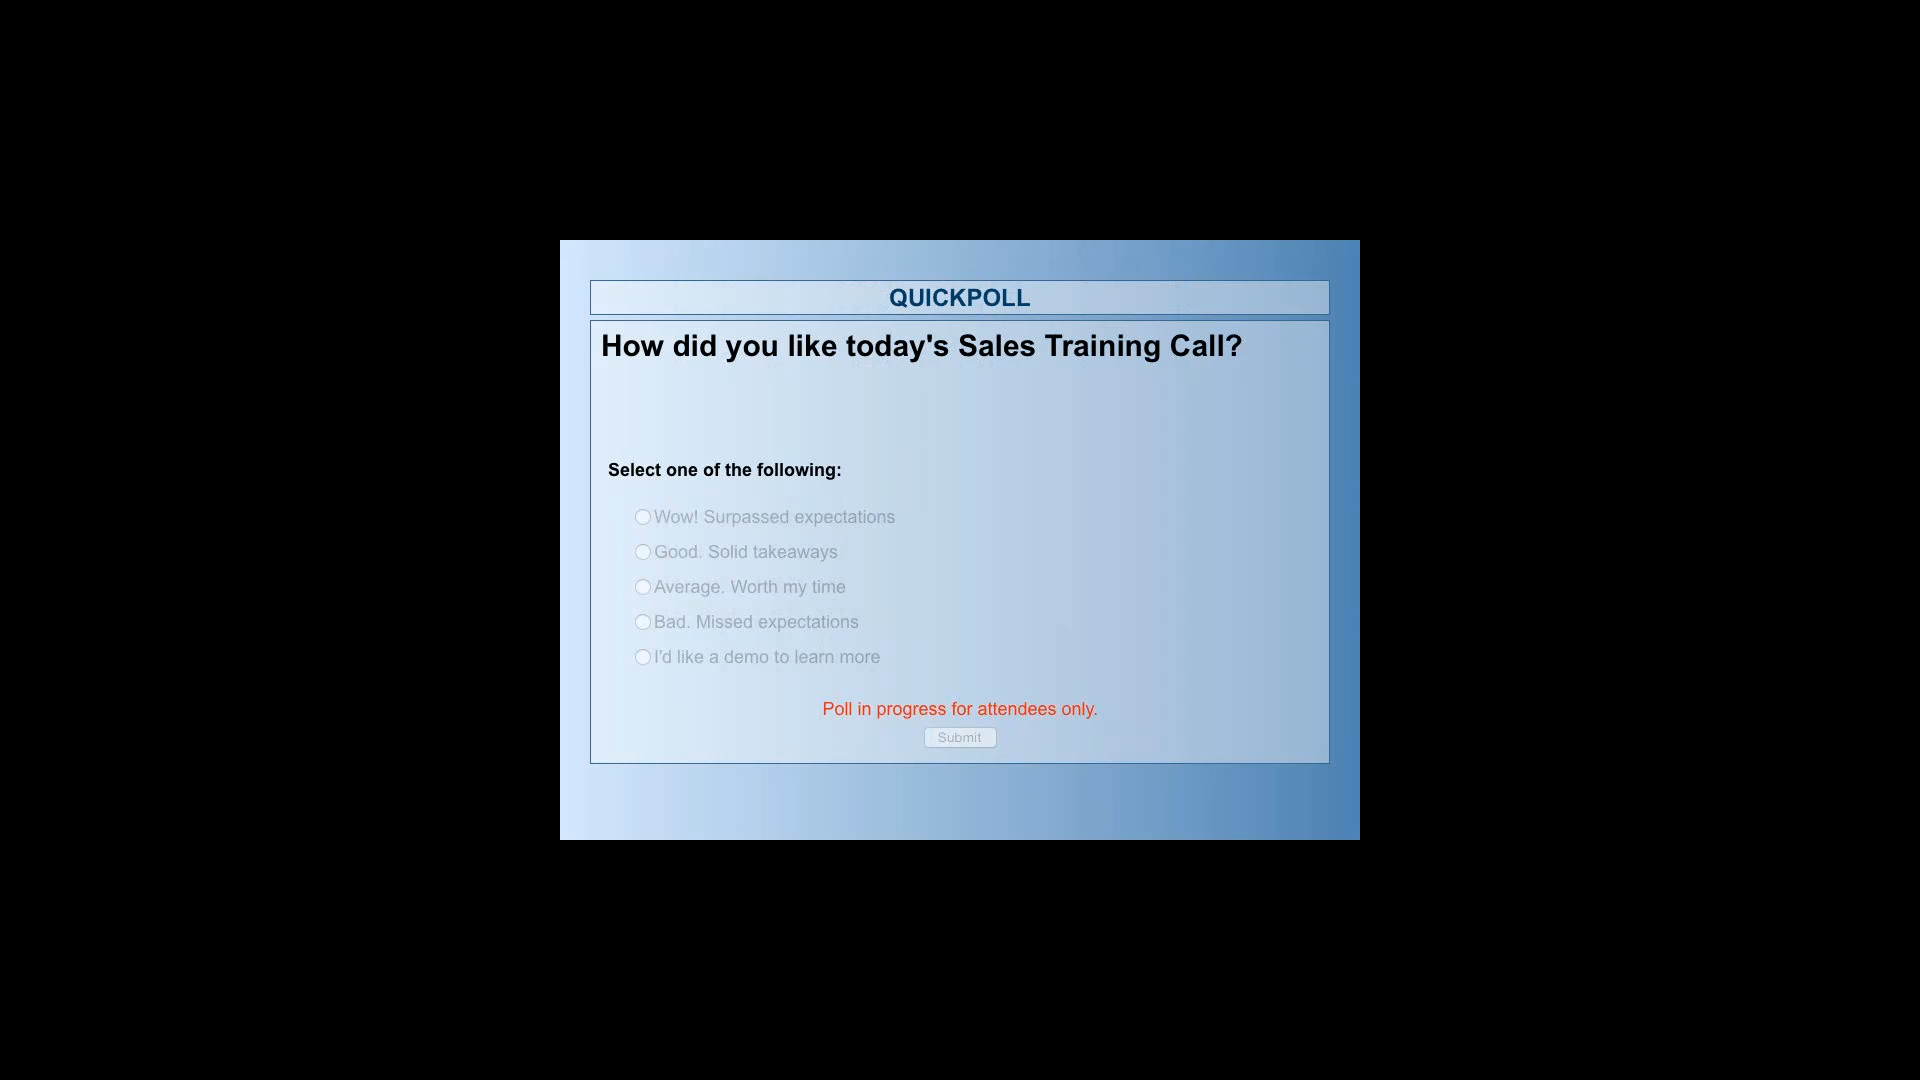 QUICKPOLL
How did you like today's Sales Training Call?
Select one of the following:
Wow! Surpassed expectations
Good. Solid takeaways
Average. Worth my time
Bad. Missed expectations
I'd like a demo to learn more
Poll in progress for attendees only.
Submit